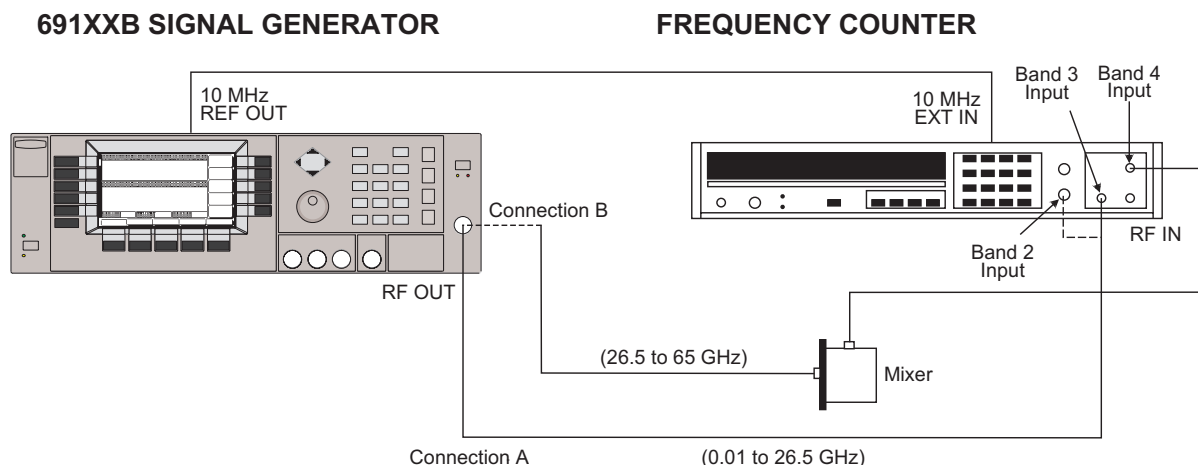 691XXB SIGNAL GENERATOR
FREQUENCY COUNTER
10 MHz
REF OUT
10 MHz
EXT IN
Band 3
Input
Band 4
Input
Connection B
Band 2
Input
RF IN
RF OUT
(26.5 to 65 GHz)
Mixer
Connection A
(0.01 to 26.5 GHz)